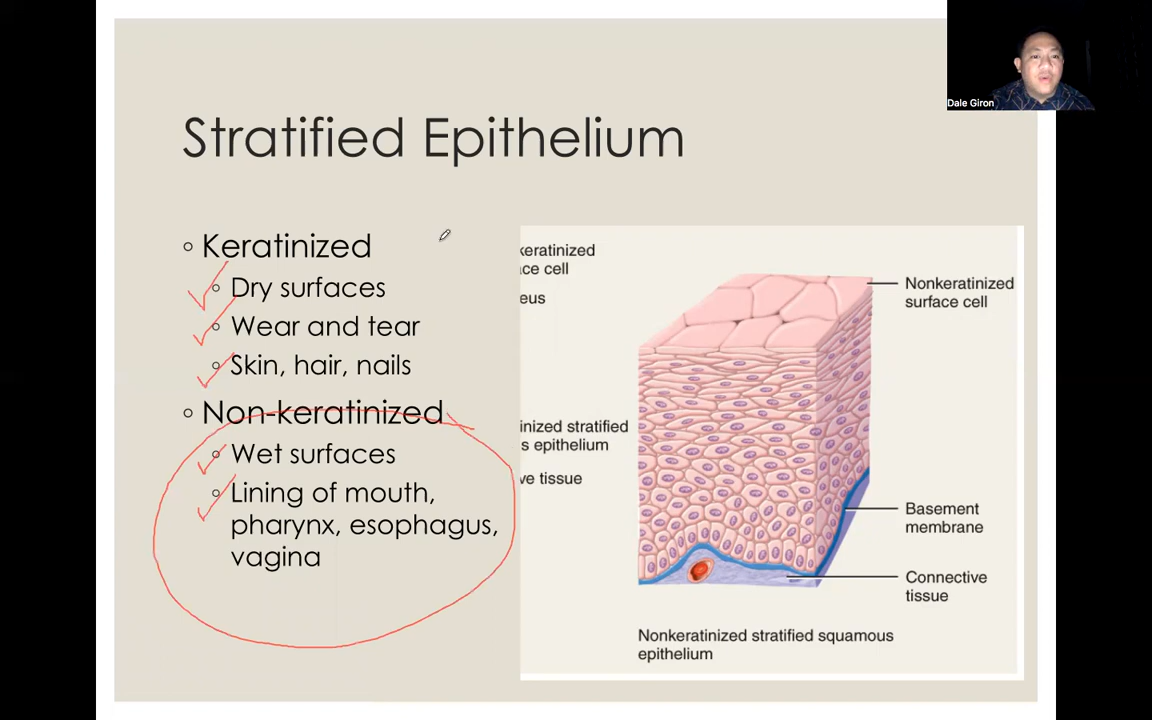 Dale Giron
Stratified Epithelium
◦ Keratinized
◦ Dry surfaces
◦ Wear and tear
◦ Skin, hair, nails
◦ Non-keratinized
◦ Wet surfaces
◦ Lining of mouth,
pharynx, esophagus,
vagina
keratinized
ce cell
eus
inized stratified
s epithelium
ve tissue
Nonkeratinized
surface cell
Basement
membrane
Connective
tissue
Nonkeratinized stratified squamous
epithelium